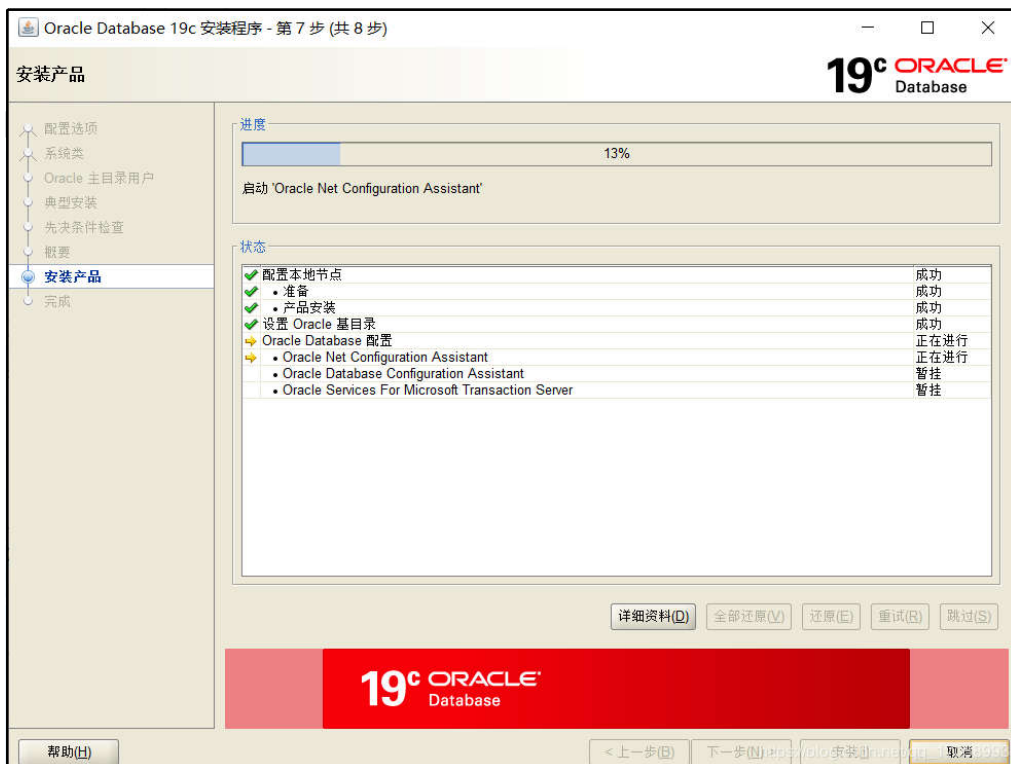 Oracle Database 19c 安装程序 - 第 7 步 (共 8 步)
安装产品
19c ORACLE
Database
配置选项
系统类
Oracle 主目录用户
典型安装
先决条件检查
概要
安装产品
完成
进度
13%
启动 'Oracle Net Configuration Assistant'
状态
配置本地节点 成功
• 准备 成功
• 产品安装 成功
设置 Oracle 基目录 成功
Oracle Database 配置 正在进行
• Oracle Net Configuration Assistant 正在进行
• Oracle Database Configuration Assistant 暂挂
• Oracle Services For Microsoft Transaction Server 暂挂
详细资料(D) 全部还原(V) 还原(E) 重试(R) 跳过(S)
19c ORACLE
Database
帮助(H) < 上一步(B) 下一步(N) > 安装(I) 取消